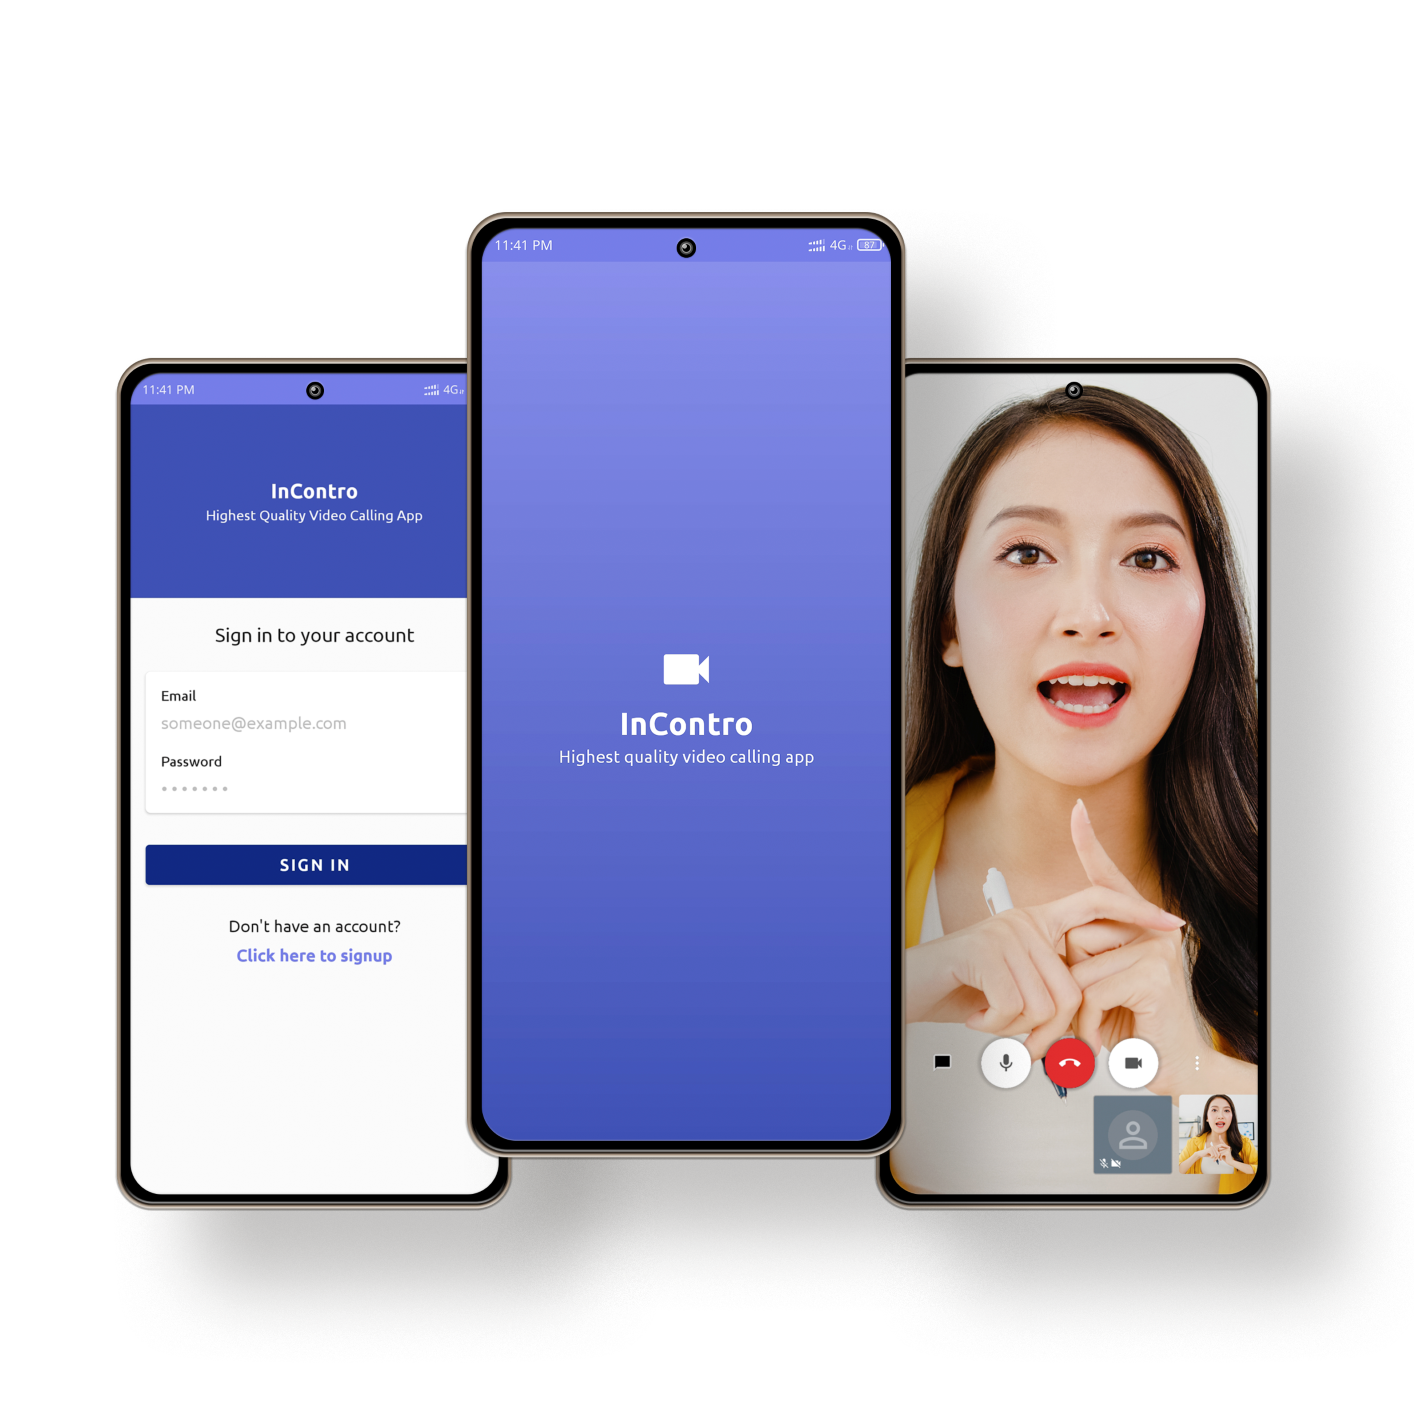 11:41 PM 4G
InContro
Highest Quality Video Calling App
Sign in to your account
Email
someone@example.com
Password
SIGN IN
Don't have an account?
Click here to signup
11:41 PM 4G 87
InContro
Highest quality video calling app